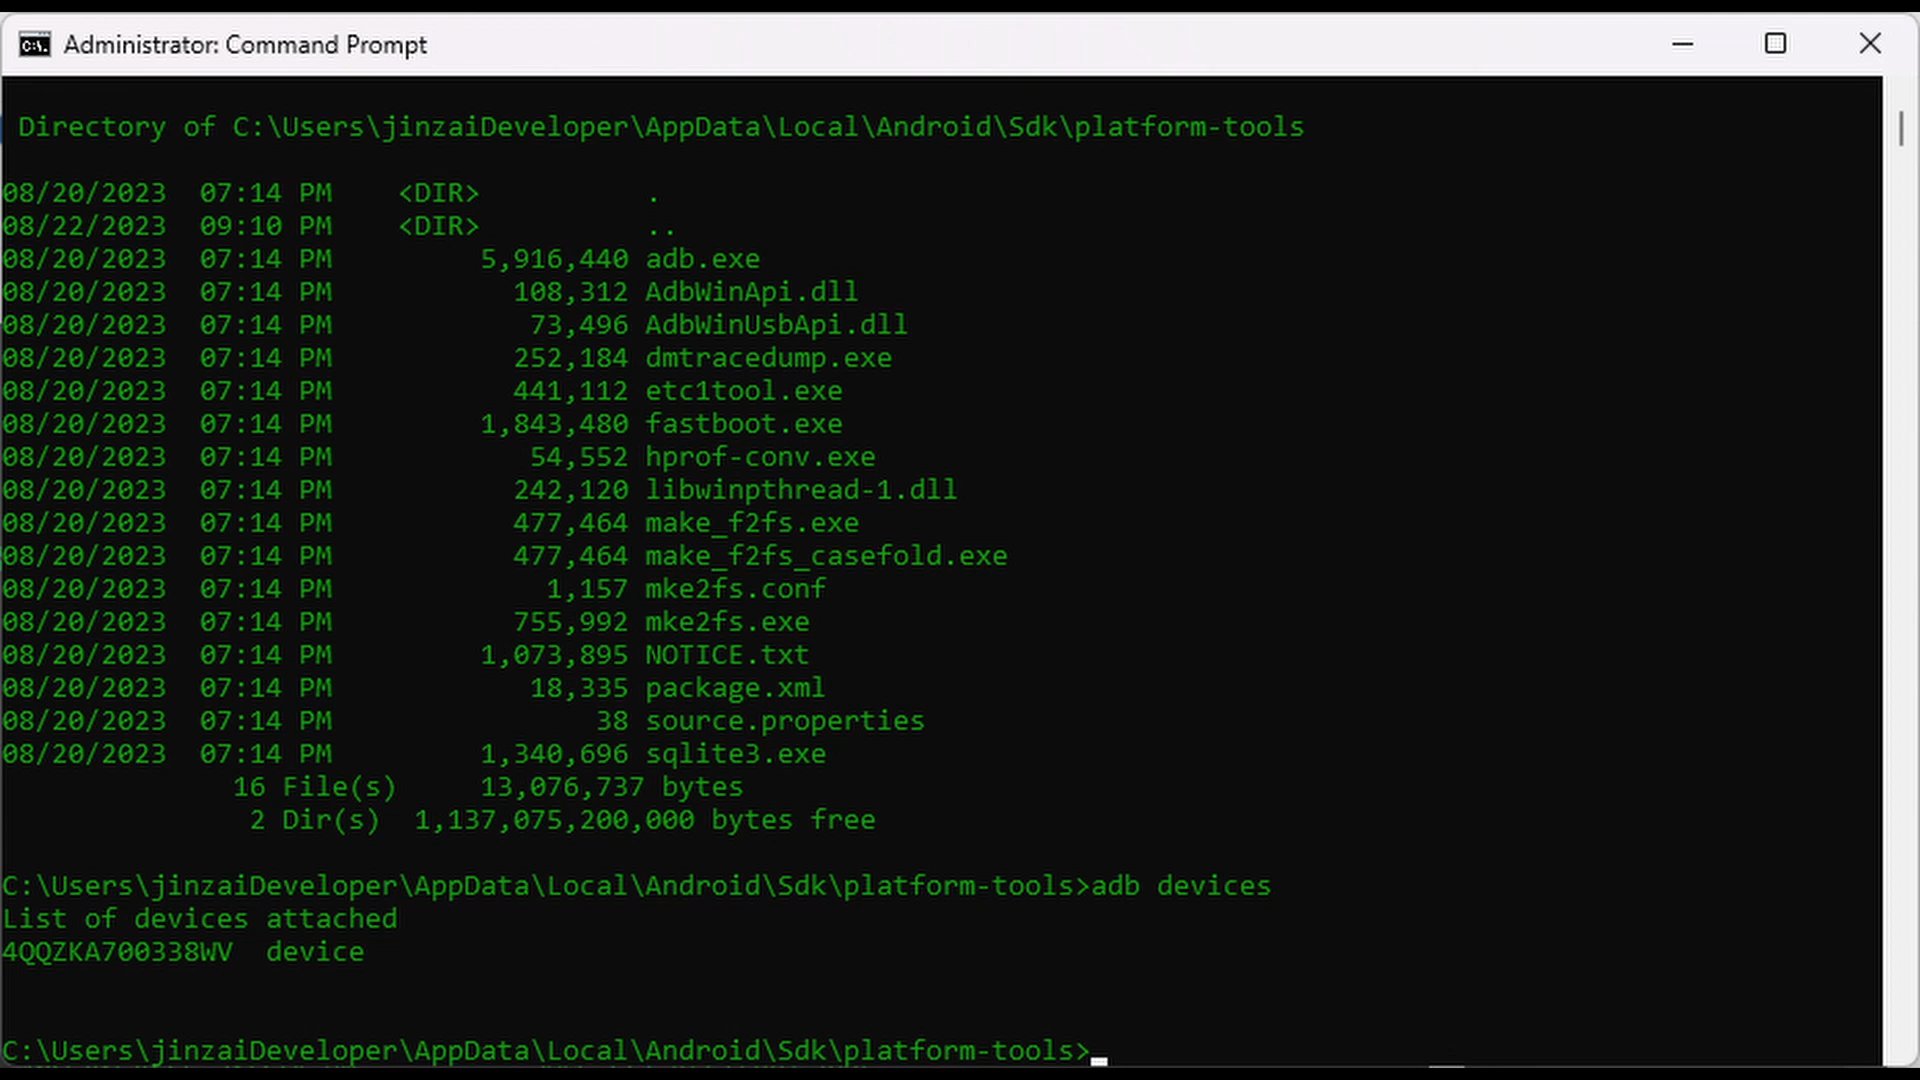 Administrator: Command Prompt
Directory of C:\Users\jinzaiDeveloper\AppData\Local\Android\Sdk\platform-tools
08/20/2023  07:14 PM    <DIR>          .
08/22/2023  09:10 PM    <DIR>          ..
08/20/2023  07:14 PM         5,916,440 adb.exe
08/20/2023  07:14 PM           108,312 AdbWinApi.dll
08/20/2023  07:14 PM            73,496 AdbWinUsbApi.dll
08/20/2023  07:14 PM           252,184 dmtracedump.exe
08/20/2023  07:14 PM           441,112 etc1tool.exe
08/20/2023  07:14 PM         1,843,480 fastboot.exe
08/20/2023  07:14 PM            54,552 hprof-conv.exe
08/20/2023  07:14 PM           242,120 libwinpthread-1.dll
08/20/2023  07:14 PM           477,464 make_f2fs.exe
08/20/2023  07:14 PM           477,464 make_f2fs_casefold.exe
08/20/2023  07:14 PM             1,157 mke2fs.conf
08/20/2023  07:14 PM           755,992 mke2fs.exe
08/20/2023  07:14 PM         1,073,895 NOTICE.txt
08/20/2023  07:14 PM            18,335 package.xml
08/20/2023  07:14 PM                38 source.properties
08/20/2023  07:14 PM         1,340,696 sqlite3.exe
16 File(s)     13,076,737 bytes
2 Dir(s)  1,137,075,200,000 bytes free
C:\Users\jinzaiDeveloper\AppData\Local\Android\Sdk\platform-tools>adb devices
List of devices attached
4QQZKA700338WV  device
C:\Users\jinzaiDeveloper\AppData\Local\Android\Sdk\platform-tools>